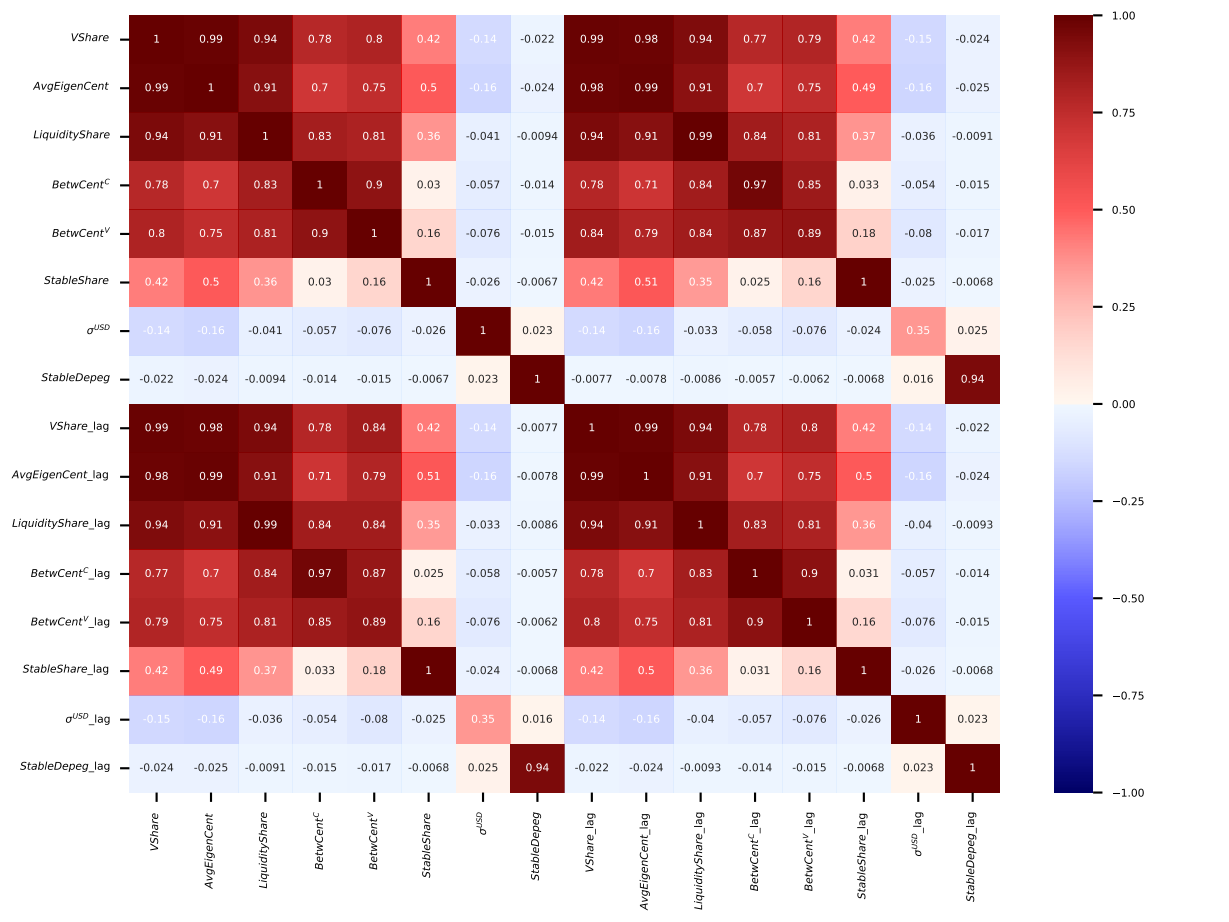 VShare 1 0.99 0.94 0.78 0.8 0.42 -0.14 -0.022 0.99 0.98 0.94 0.77 0.79 0.42 -0.15 -0.024
AvgEigenCent 0.99 1 0.91 0.7 0.75 0.5 -0.16 -0.024 0.98 0.99 0.91 0.7 0.75 0.49 -0.16 -0.025
LiquidityShare 0.94 0.91 1 0.83 0.81 0.36 -0.041 -0.0094 0.94 0.91 0.99 0.84 0.81 0.37 -0.036 -0.0091
BetwCent^C 0.78 0.7 0.83 1 0.9 0.03 -0.057 -0.014 0.78 0.71 0.84 0.97 0.85 0.033 -0.054 -0.015
BetwCent^V 0.8 0.75 0.81 0.9 1 0.16 -0.076 -0.015 0.84 0.79 0.84 0.87 0.89 0.18 -0.08 -0.017
StableShare 0.42 0.5 0.36 0.03 0.16 1 -0.026 -0.0067 0.42 0.51 0.35 0.025 0.16 1 -0.025 -0.0068
σ^USD -0.14 -0.16 -0.041 -0.057 -0.076 -0.026 1 0.023 -0.14 -0.16 -0.033 -0.058 -0.076 -0.024 0.35 0.025
StableDepeg -0.022 -0.024 -0.0094 -0.014 -0.015 -0.0067 0.023 1 -0.0077 -0.0078 -0.0086 -0.0057 -0.0062 -0.0068 0.016 0.94
VShare_lag 0.99 0.98 0.94 0.78 0.84 0.42 -0.14 -0.0077 1 0.99 0.94 0.78 0.8 0.42 -0.14 -0.022
AvgEigenCent_lag 0.98 0.99 0.91 0.71 0.79 0.51 -0.16 -0.0078 0.99 1 0.91 0.7 0.75 0.5 -0.16 -0.024
LiquidityShare_lag 0.94 0.91 0.99 0.84 0.84 0.35 -0.033 -0.0086 0.94 0.91 1 0.83 0.81 0.36 -0.04 -0.0093
BetwCent^C_lag 0.77 0.7 0.84 0.97 0.87 0.025 -0.058 -0.0057 0.78 0.7 0.83 1 0.9 0.031 -0.057 -0.014
BetwCent^V_lag 0.79 0.75 0.81 0.85 0.89 0.16 -0.076 -0.0062 0.8 0.75 0.81 0.9 1 0.16 -0.076 -0.015
StableShare_lag 0.42 0.49 0.37 0.033 0.18 1 -0.024 -0.0068 0.42 0.5 0.36 0.031 0.16 1 -0.026 -0.0068
σ^USD_lag -0.15 -0.16 -0.036 -0.054 -0.08 -0.025 0.35 0.016 -0.14 -0.16 -0.04 -0.057 -0.076 -0.026 1 0.023
StableDepeg_lag -0.024 -0.025 -0.0091 -0.015 -0.017 -0.0068 0.025 0.94 -0.022 -0.024 -0.0093 -0.014 -0.015 -0.0068 0.023 1
VShare
AvgEigenCent
LiquidityShare
BetwCent^C
BetwCent^V
StableShare
σ^USD
StableDepeg
VShare_lag
AvgEigenCent_lag
LiquidityShare_lag
BetwCent^C_lag
BetwCent^V_lag
StableShare_lag
σ^USD_lag
StableDepeg_lag
1.00
0.75
0.50
0.25
0.00
−0.25
−0.50
−0.75
−1.00